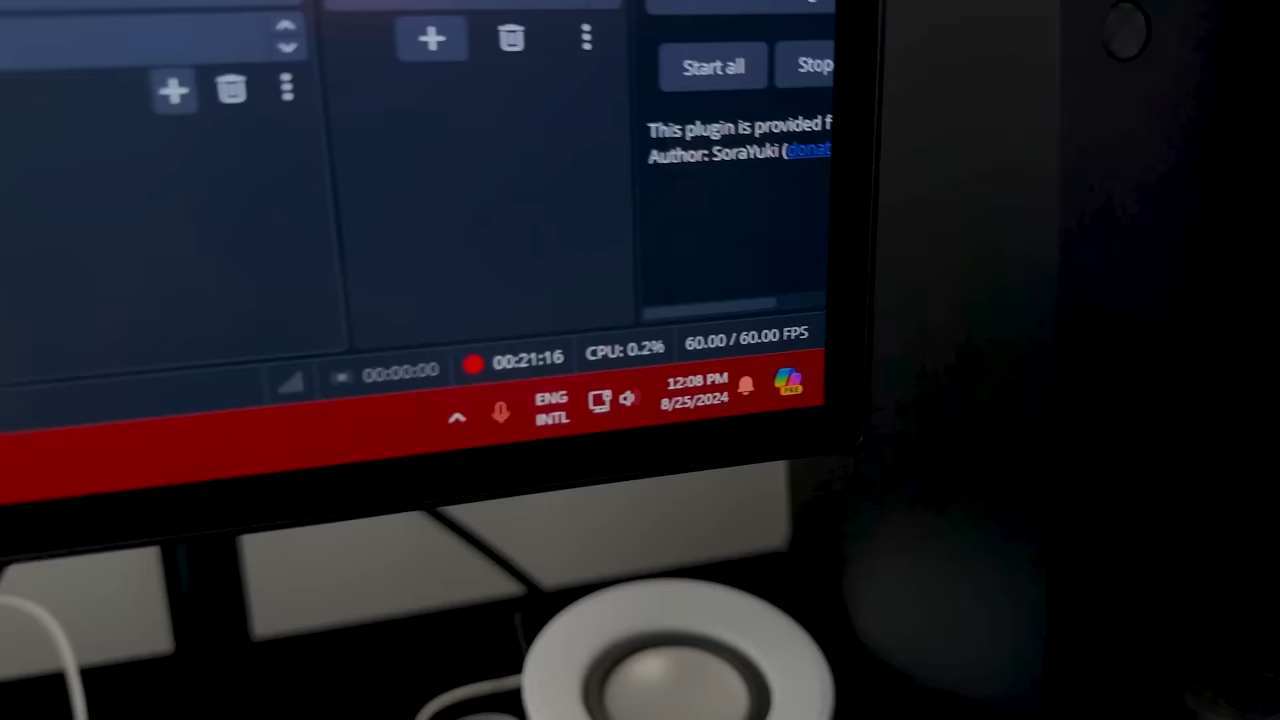 Start all
Stop
This plugin is provided f
Author: SoraYuki (donat
00:00:00
00:21:16
CPU: 0.2%
60.00 / 60.00 FPS
ENG
INTL
12:08 PM
8/25/2024
PRE